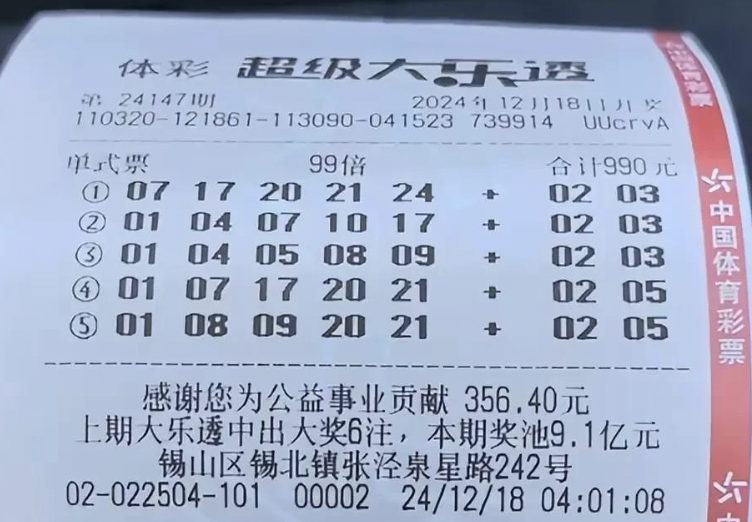 体彩 超级大乐透
第 24147期 2024年12月18日开奖
110320-121861-113090-041523 739914 UUcrvA
单式票 99倍 合计990元
① 07 17 20 21 24 + 02 03
② 01 04 07 10 17 + 02 03
③ 01 04 05 08 09 + 02 03
④ 01 07 17 20 21 + 02 05
⑤ 01 08 09 20 21 + 02 05
感谢您为公益事业贡献 356.40元
上期大乐透中出大奖6注，本期奖池9.1亿元
锡山区锡北镇张泾泉星路242号
02-022504-101 00002 24/12/18 04:01:08
中国体育彩票
中国体育彩票